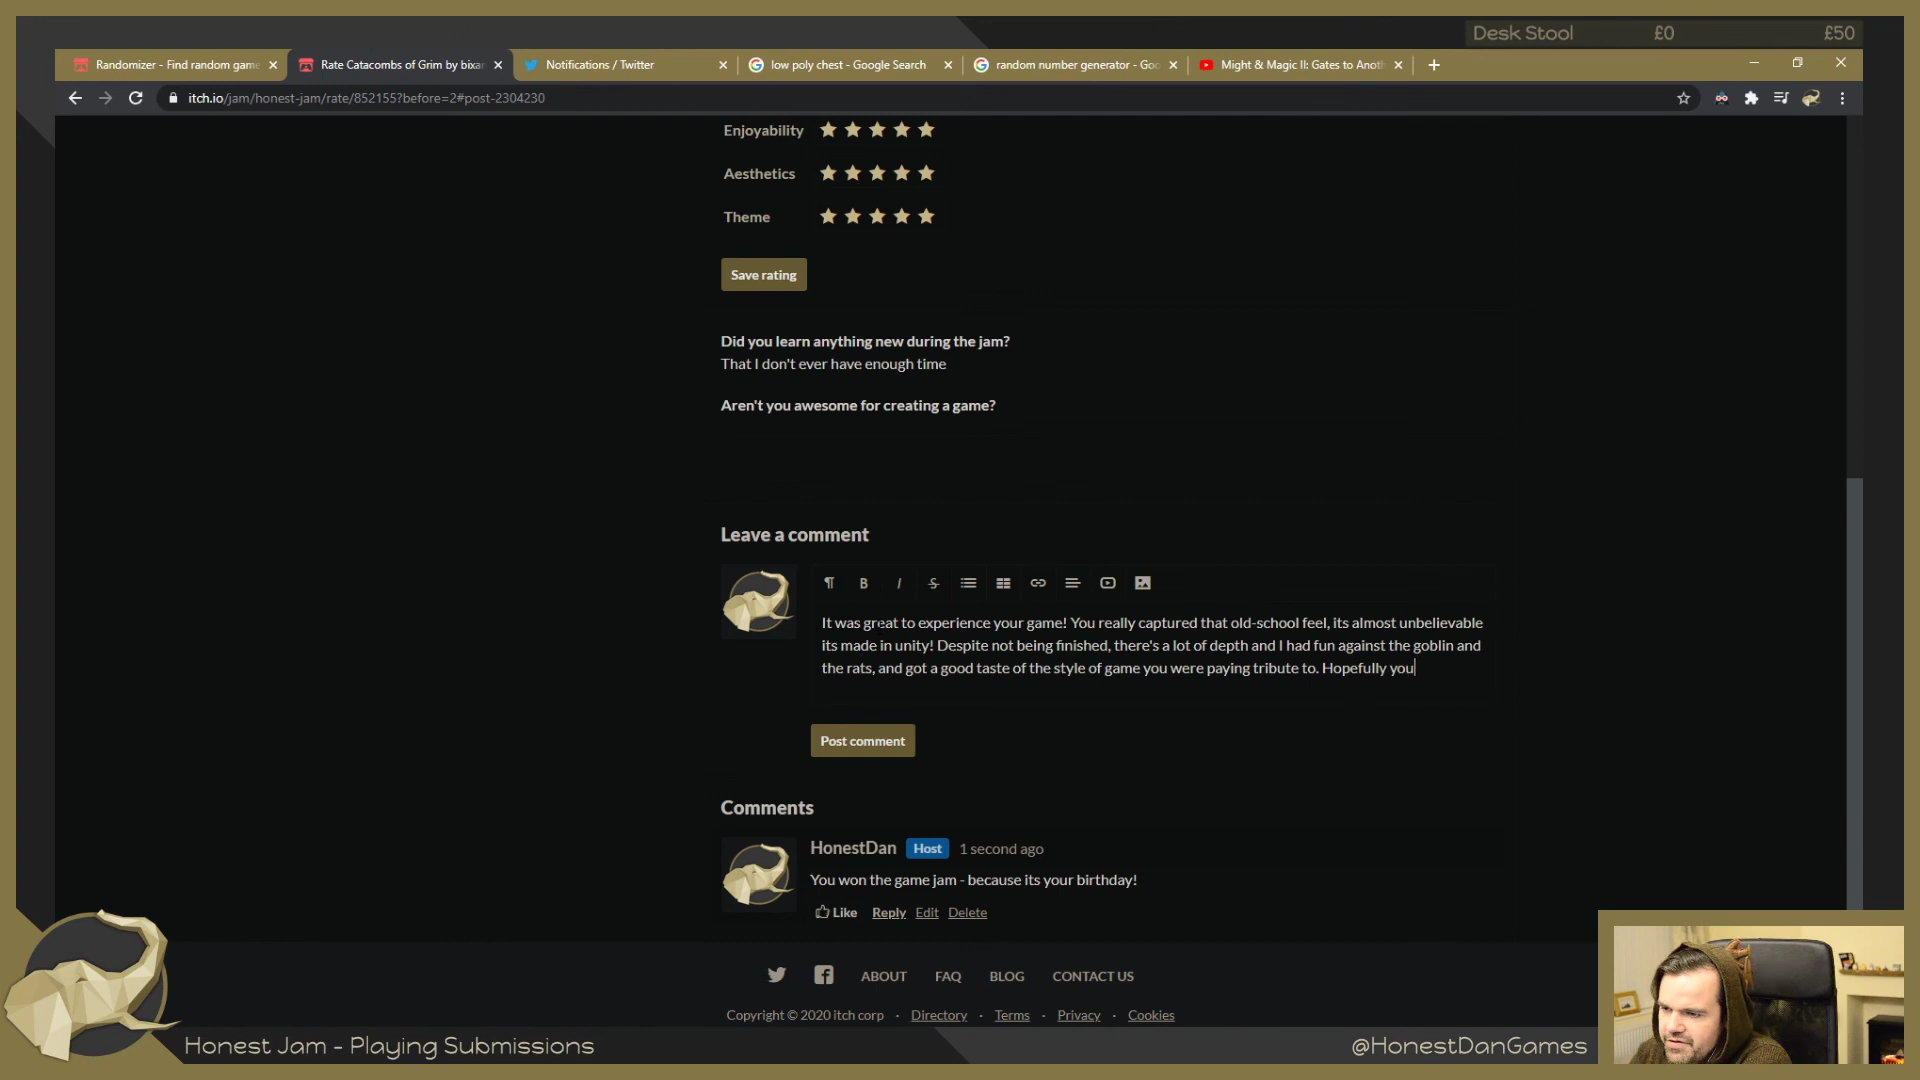 Desk Stool £0 £50
Randomizer - Find random game
Rate Catacombs of Grim by bixar
Notifications / Twitter
low poly chest - Google Search
random number generator - Goo
Might & Magic II: Gates to Anoth
itch.io/jam/honest-jam/rate/852155?before=2#post-2304230
Enjoyability
Aesthetics
Theme
Save rating
Did you learn anything new during the jam?
That I don't ever have enough time
Aren't you awesome for creating a game?
Leave a comment
It was great to experience your game! You really captured that old-school feel, its almost unbelievable
its made in unity! Despite not being finished, there's a lot of depth and I had fun against the goblin and
the rats, and got a good taste of the style of game you were paying tribute to. Hopefully you
Post comment
Comments
HonestDan Host 1 second ago
You won the game jam - because its your birthday!
Like Reply Edit Delete
ABOUT FAQ BLOG CONTACT US
Copyright © 2020 itch corp · Directory · Terms · Privacy · Cookies
Honest Jam - Playing Submissions
@HonestDanGames